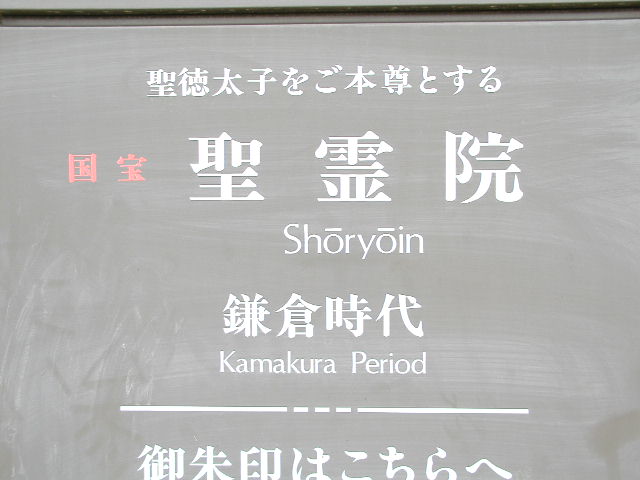 聖徳太子をご本尊とする
国宝 聖霊院
Shōryōin
鎌倉時代
Kamakura Period
御朱印はこちらへ